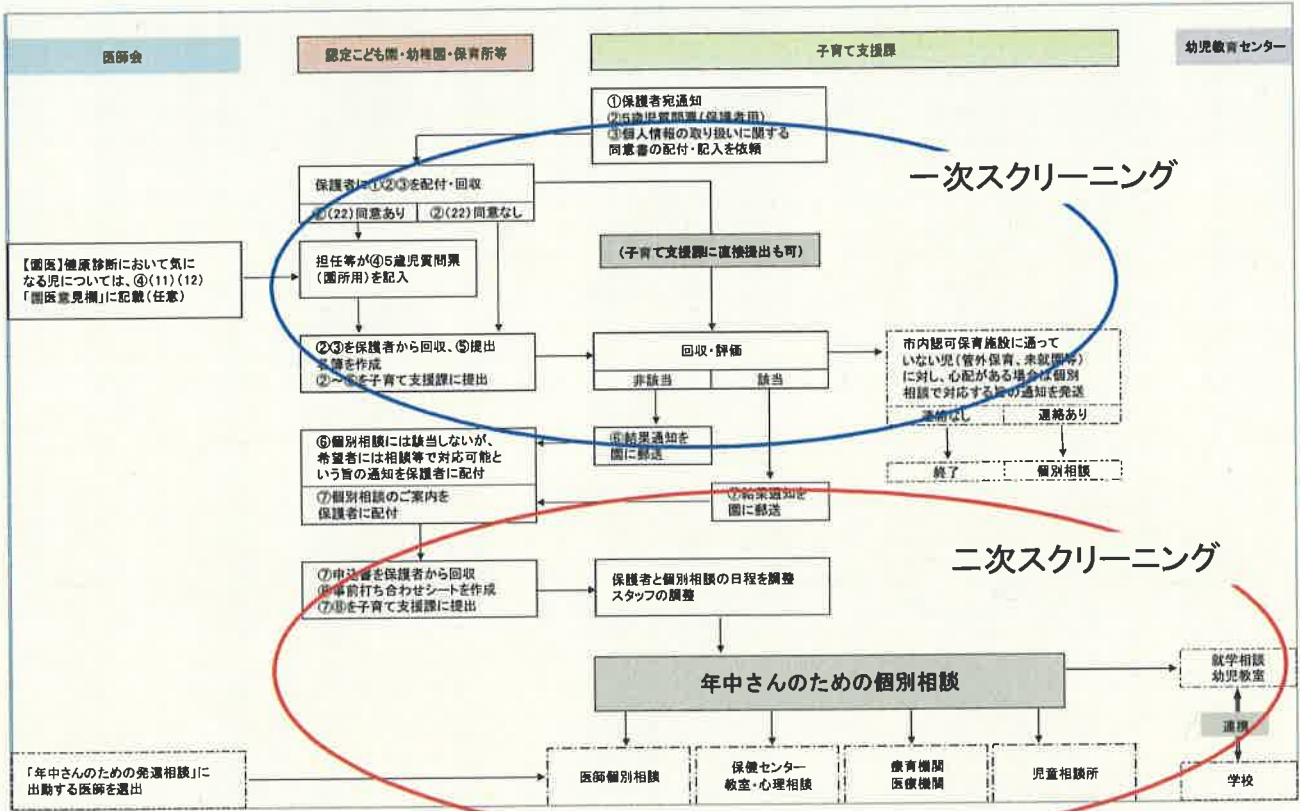 医師会
認定こども園・幼稚園・保育所等
子育て支援課
幼児教育センター
①保護者宛通知
②5歳児質問票(保護者用)
③個人情報の取り扱いに関する
同意書の配付・記入を依頼
一次スクリーニング
保護者に①②③を配付・回収
②(22)同意あり
②(22)同意なし
(子育て支援課に直接提出も可)
【園医】健康診断において気に
なる児については、④(11)(12)
「園医意見欄」に記載(任意)
担任等が④5歳児質問票
(園所用)を記入
②③を保護者から回収、⑤提出
名簿を作成
②～⑤を子育て支援課に提出
回収・評価
非該当
該当
市内認可保育施設に通って
いない児(管外保育、未就園等)
に対し、心配がある場合は個別
相談で対応する旨の通知を発送
連絡なし
連絡あり
終了
個別相談
⑥結果通知を
園に郵送
⑥個別相談には該当しないが、
希望者には相談等で対応可能と
いう旨の通知を保護者に配付
⑦個別相談のご案内を
保護者に配付
⑦結果通知を
園に郵送
二次スクリーニング
⑦申込書を保護者から回収
⑧事前打ち合わせシートを作成
⑦⑧を子育て支援課に提出
保護者と個別相談の日程を調整
スタッフの調整
年中さんのための個別相談
就学相談
幼児教室
連携
学校
「年中さんのための発達相談」に
出動する医師を選出
医師個別相談
保健センター
教室・心理相談
療育機関
医療機関
児童相談所